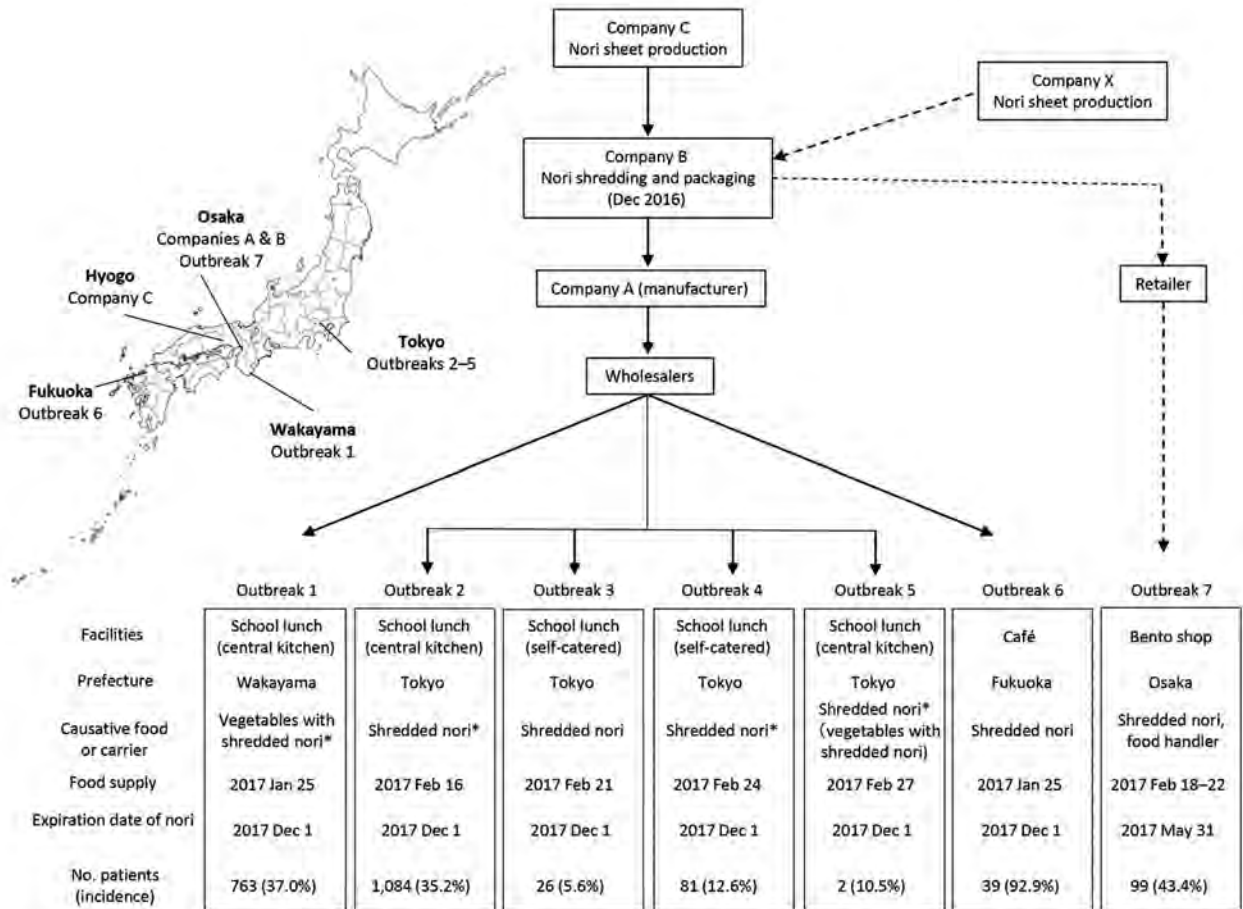 Company C
Nori sheet production
Company X
Nori sheet production
Company B
Nori shredding and packaging
(Dec 2016)
Osaka
Companies A & B
Outbreak 7
Hyogo
Company C
Company A (manufacturer)
Retailer
Tokyo
Outbreaks 2–5
Wholesalers
Fukuoka
Outbreak 6
Wakayama
Outbreak 1
Outbreak 1 Outbreak 2 Outbreak 3 Outbreak 4 Outbreak 5 Outbreak 6 Outbreak 7
Facilities
School lunch
(central kitchen)
School lunch
(central kitchen)
School lunch
(self-catered)
School lunch
(self-catered)
School lunch
(central kitchen)
Café
Bento shop
Prefecture Wakayama Tokyo Tokyo Tokyo Tokyo Fukuoka Osaka
Causative food
or carrier
Vegetables with
shredded nori*
Shredded nori*
Shredded nori
Shredded nori*
Shredded nori*
(vegetables with
shredded nori)
Shredded nori
Shredded nori,
food handler
Food supply 2017 Jan 25 2017 Feb 16 2017 Feb 21 2017 Feb 24 2017 Feb 27 2017 Jan 25 2017 Feb 18–22
Expiration date of nori 2017 Dec 1 2017 Dec 1 2017 Dec 1 2017 Dec 1 2017 Dec 1 2017 Dec 1 2017 May 31
No. patients
(incidence)
763 (37.0%) 1,084 (35.2%) 26 (5.6%) 81 (12.6%) 2 (10.5%) 39 (92.9%) 99 (43.4%)